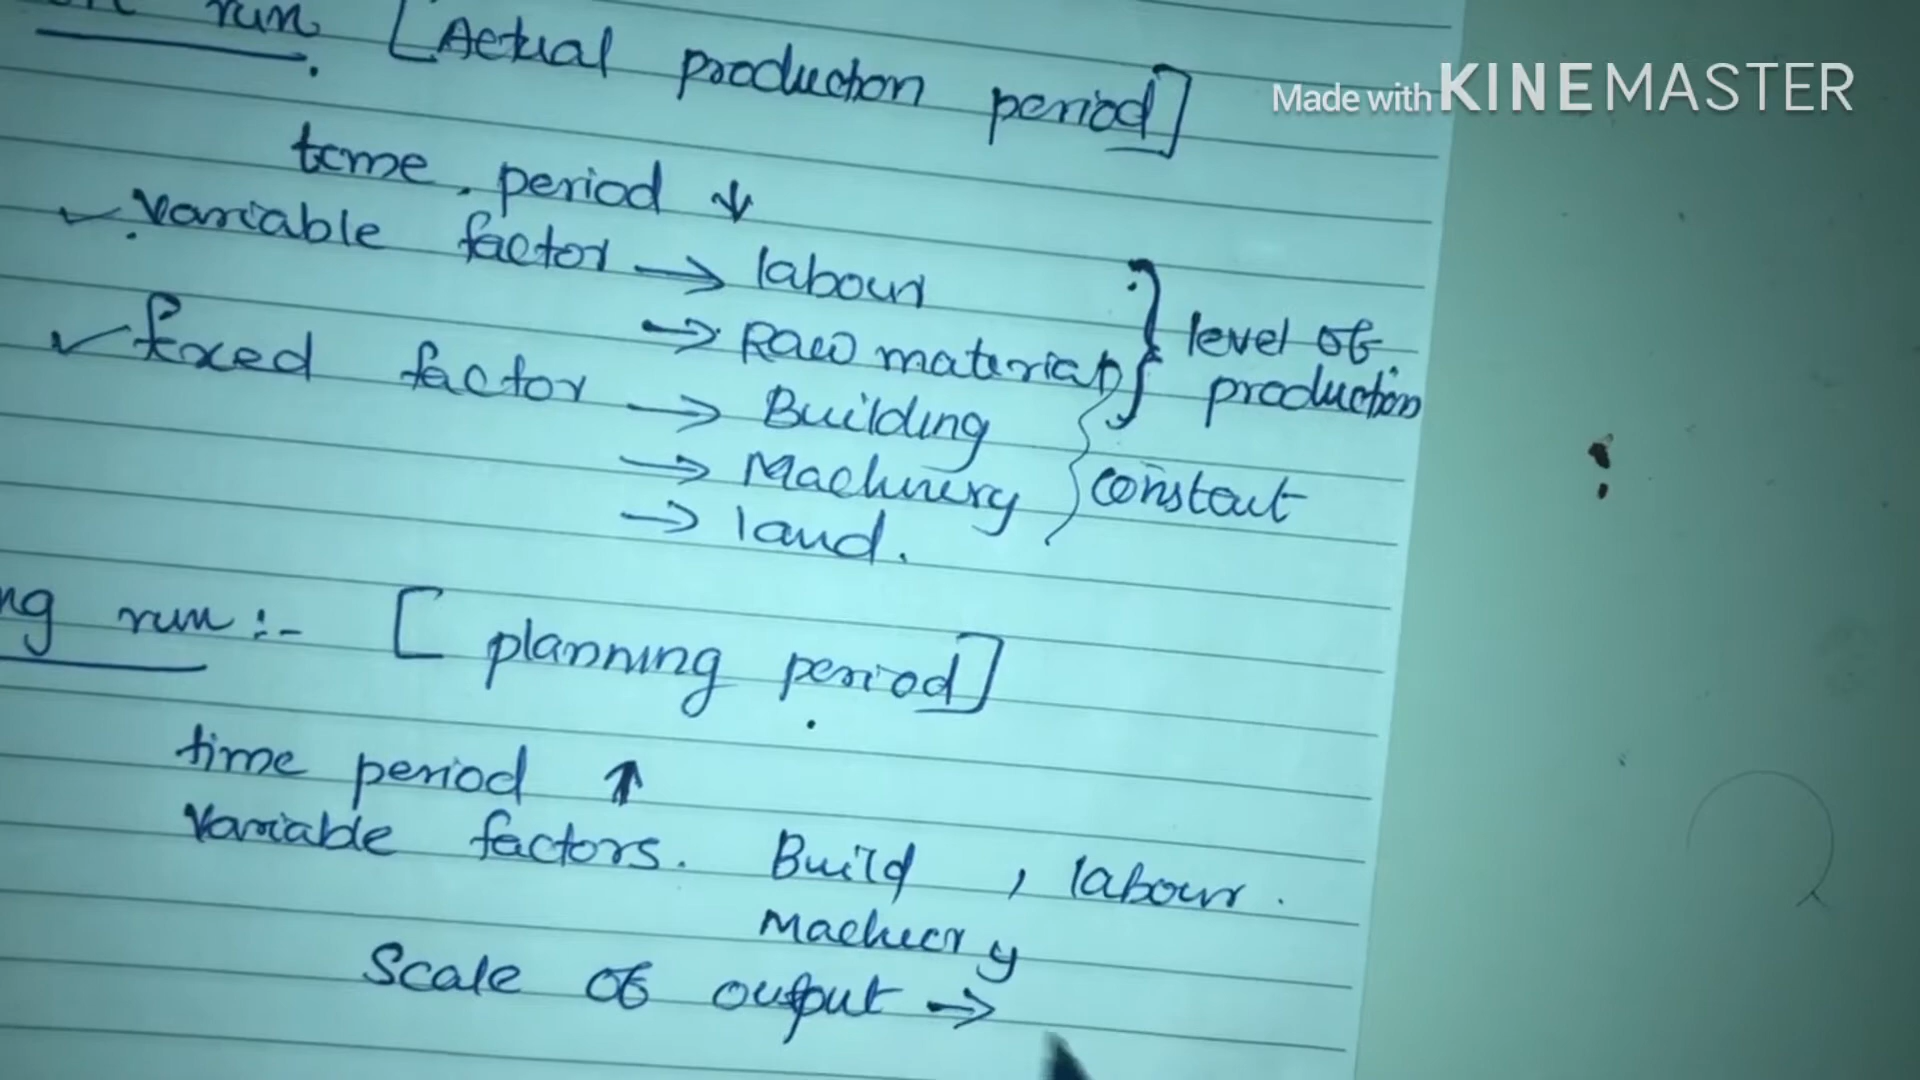 run. [Actual production period]
Made with KINEMASTER
time period ↓
✓ Variable factor → labour
→ Raw material } level of production
✓ fixed factor → Building
→ Machinery } constant
→ land.
run :- [planning period]
time period ↑
Variable factors. Build , labour.
Machinery
Scale of output →